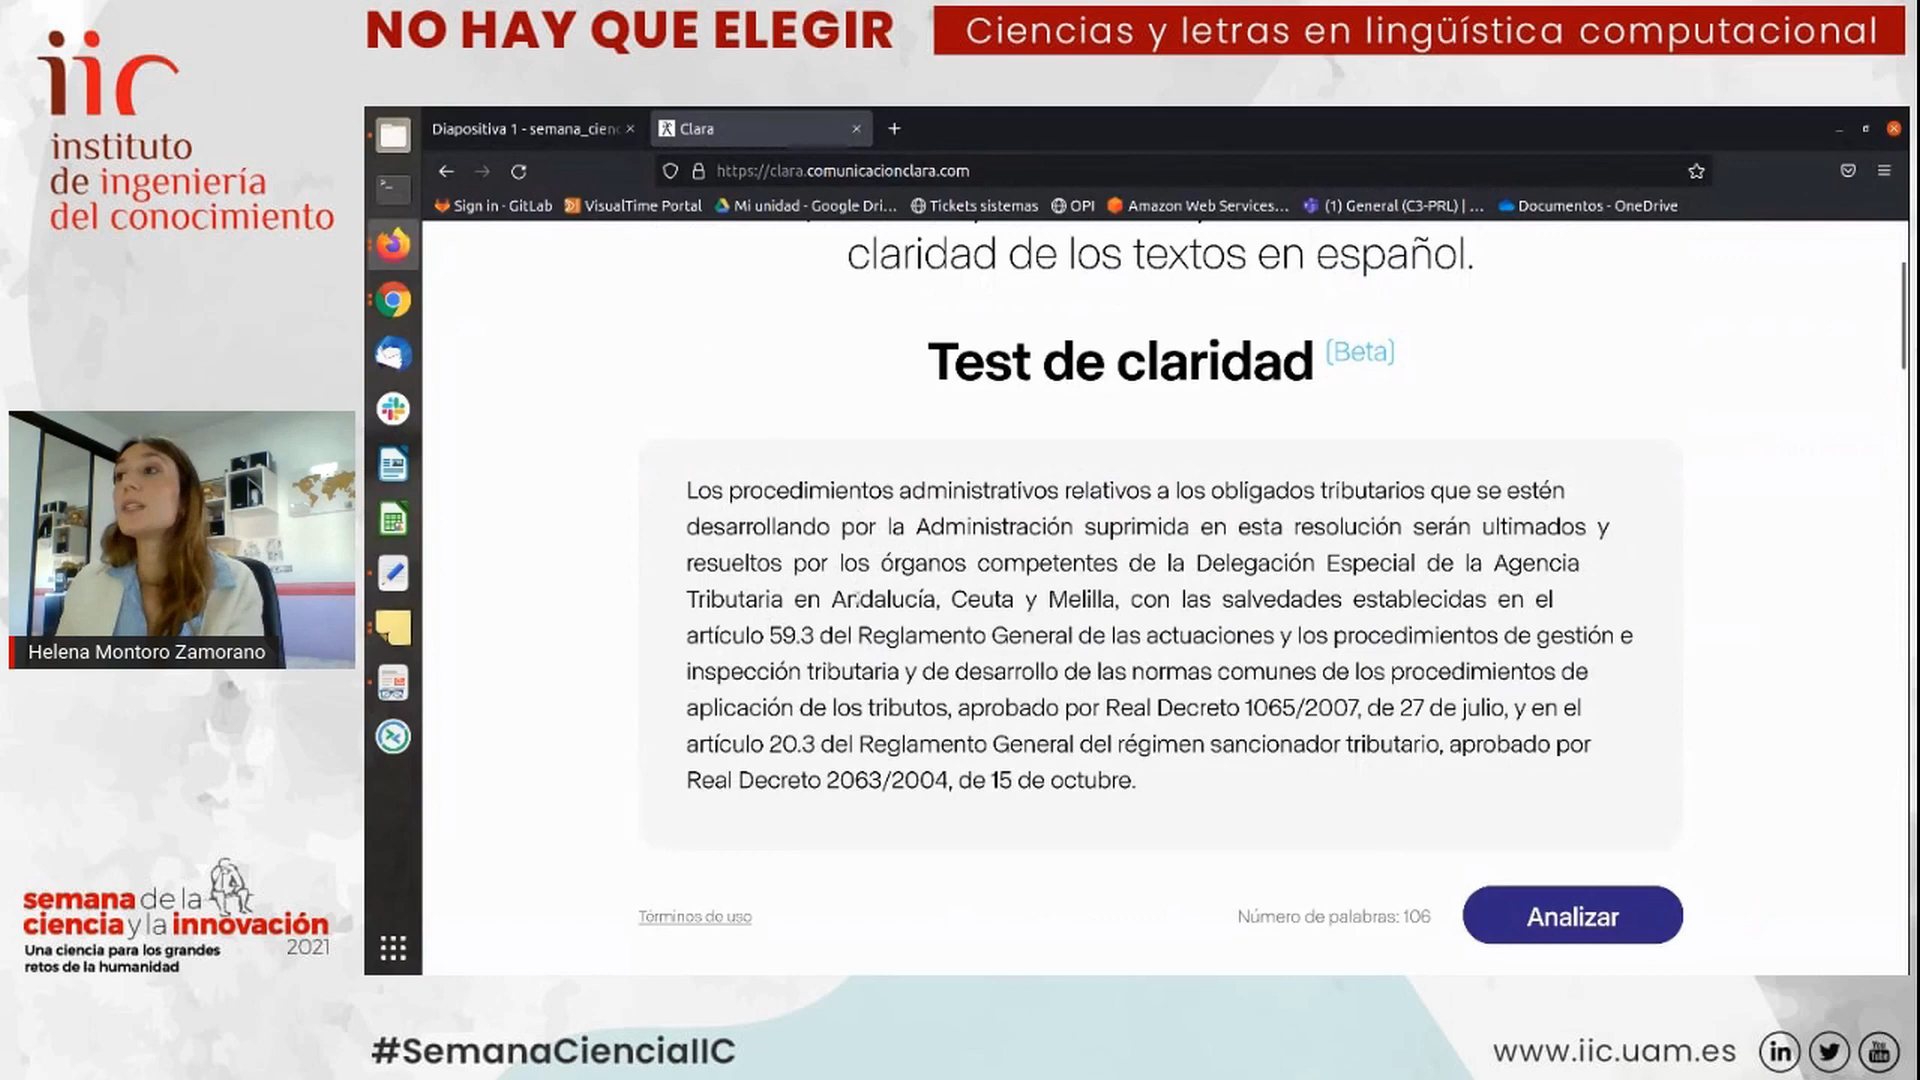 NO HAY QUE ELEGIR
Ciencias y letras en lingüística computacional
iic
instituto
de ingeniería
del conocimiento
Diapositiva 1 - semana_cien
Clara
https://clara.comunicacionclara.com
Sign in · GitLab
VisualTime Portal
Mi unidad - Google Dri...
Tickets sistemas
OPI
Amazon Web Services...
(1) General (C3-PRL) | ...
Documentos - OneDrive
claridad de los textos en español.
Test de claridad [Beta]
Los procedimientos administrativos relativos a los obligados tributarios que se estén
desarrollando por la Administración suprimida en esta resolución serán ultimados y
resueltos por los órganos competentes de la Delegación Especial de la Agencia
Tributaria en Andalucía, Ceuta y Melilla, con las salvedades establecidas en el
artículo 59.3 del Reglamento General de las actuaciones y los procedimientos de gestión e
inspección tributaria y de desarrollo de las normas comunes de los procedimientos de
aplicación de los tributos, aprobado por Real Decreto 1065/2007, de 27 de julio, y en el
artículo 20.3 del Reglamento General del régimen sancionador tributario, aprobado por
Real Decreto 2063/2004, de 15 de octubre.
Términos de uso
Número de palabras: 106
Analizar
Helena Montoro Zamorano
semana de la
ciencia y la innovación
2021
Una ciencia para los grandes
retos de la humanidad
#SemanaCienciaIIC
www.iic.uam.es
in
You
Tube